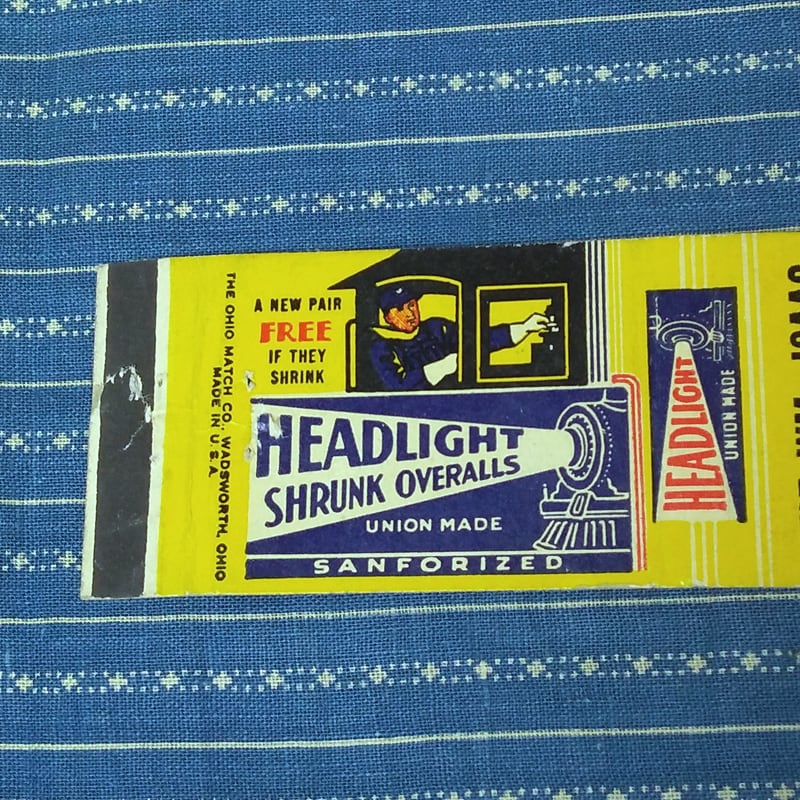 THE OHIO MATCH CO. WADSWORTH, OHIO
MADE IN U.S.A.
A NEW PAIR
FREE
IF THEY
SHRINK
HEADLIGHT
SHRUNK OVERALLS
UNION MADE
SANFORIZED
HEADLIGHT
UNION MADE